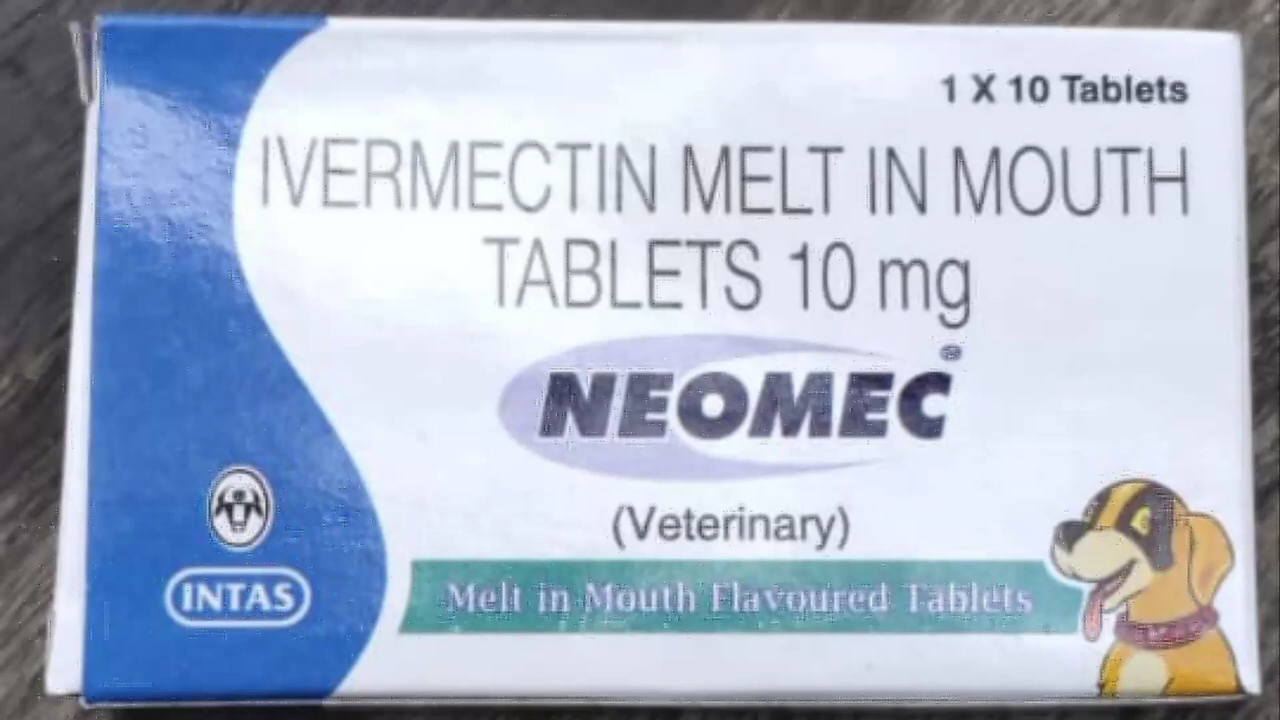 1 X 10 Tablets
IVERMECTIN MELT IN MOUTH
TABLETS 10 mg
NEOMEC®
(Veterinary)
INTAS
Melt in Mouth Flavoured Tablets